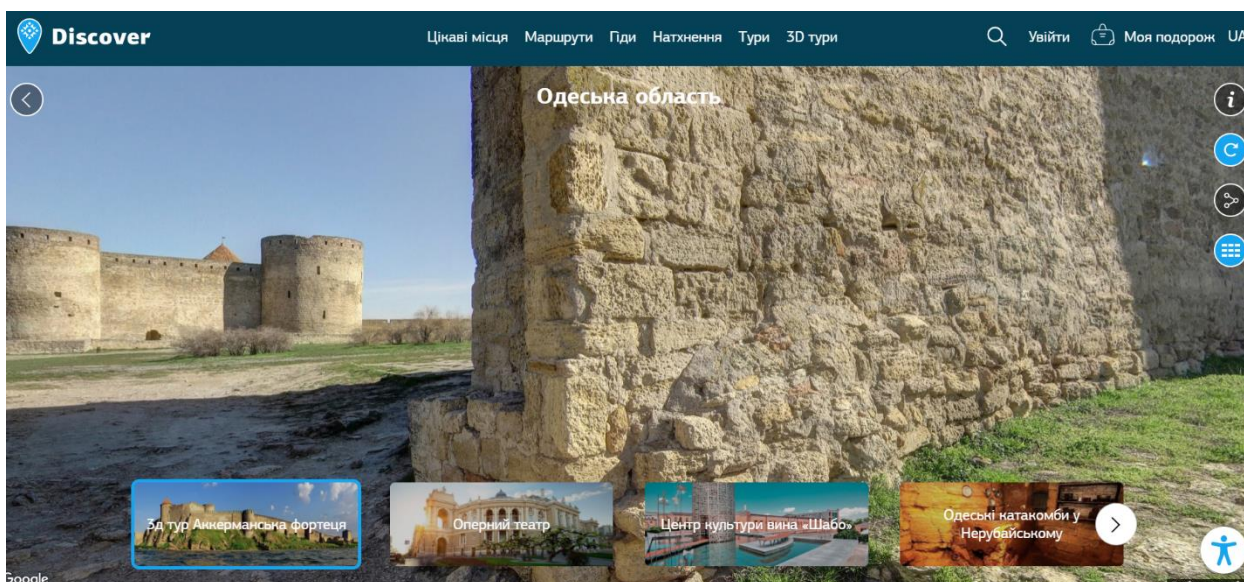 Discover
Цікаві місця Маршрути Гіди Натхнення Тури 3D тури
Увійти Моя подорож UA
Одеська область
i
3д тур Аккерманська фортеця
Оперний театр
Центр культури вина «Шабо»
Одеські катакомби у
Нерубайському
Google